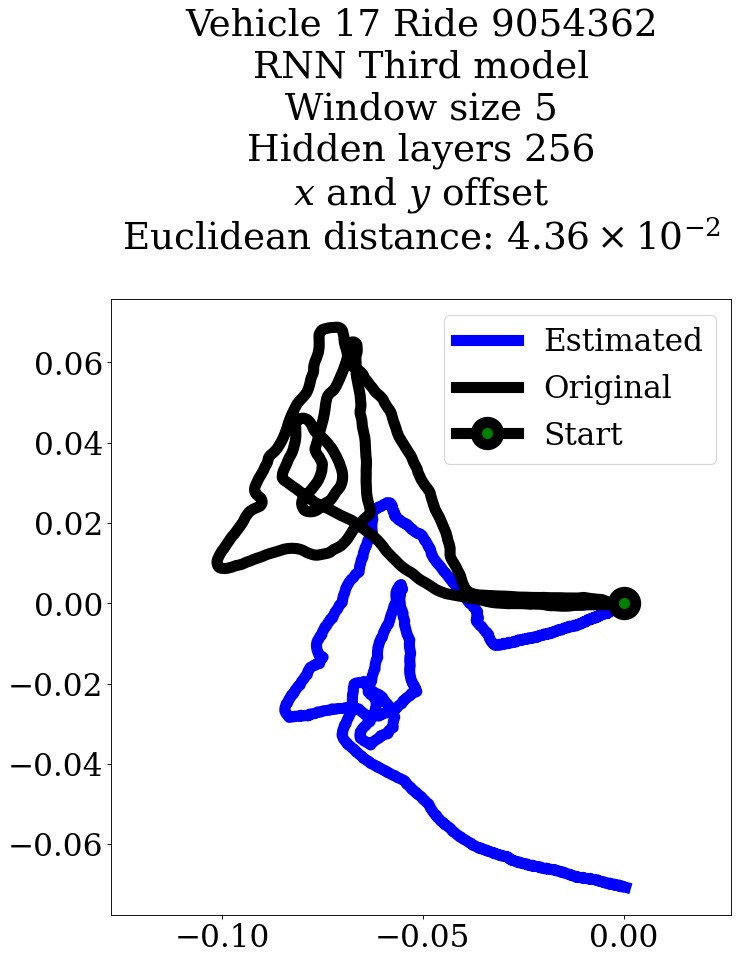 Vehicle 17 Ride 9054362
RNN Third model
Window size 5
Hidden layers 256
x and y offset
Euclidean distance: 4.36 × 10⁻²
Estimated
Original
Start
0.06
0.04
0.02
0.00
−0.02
−0.04
−0.06
−0.10
−0.05
0.00